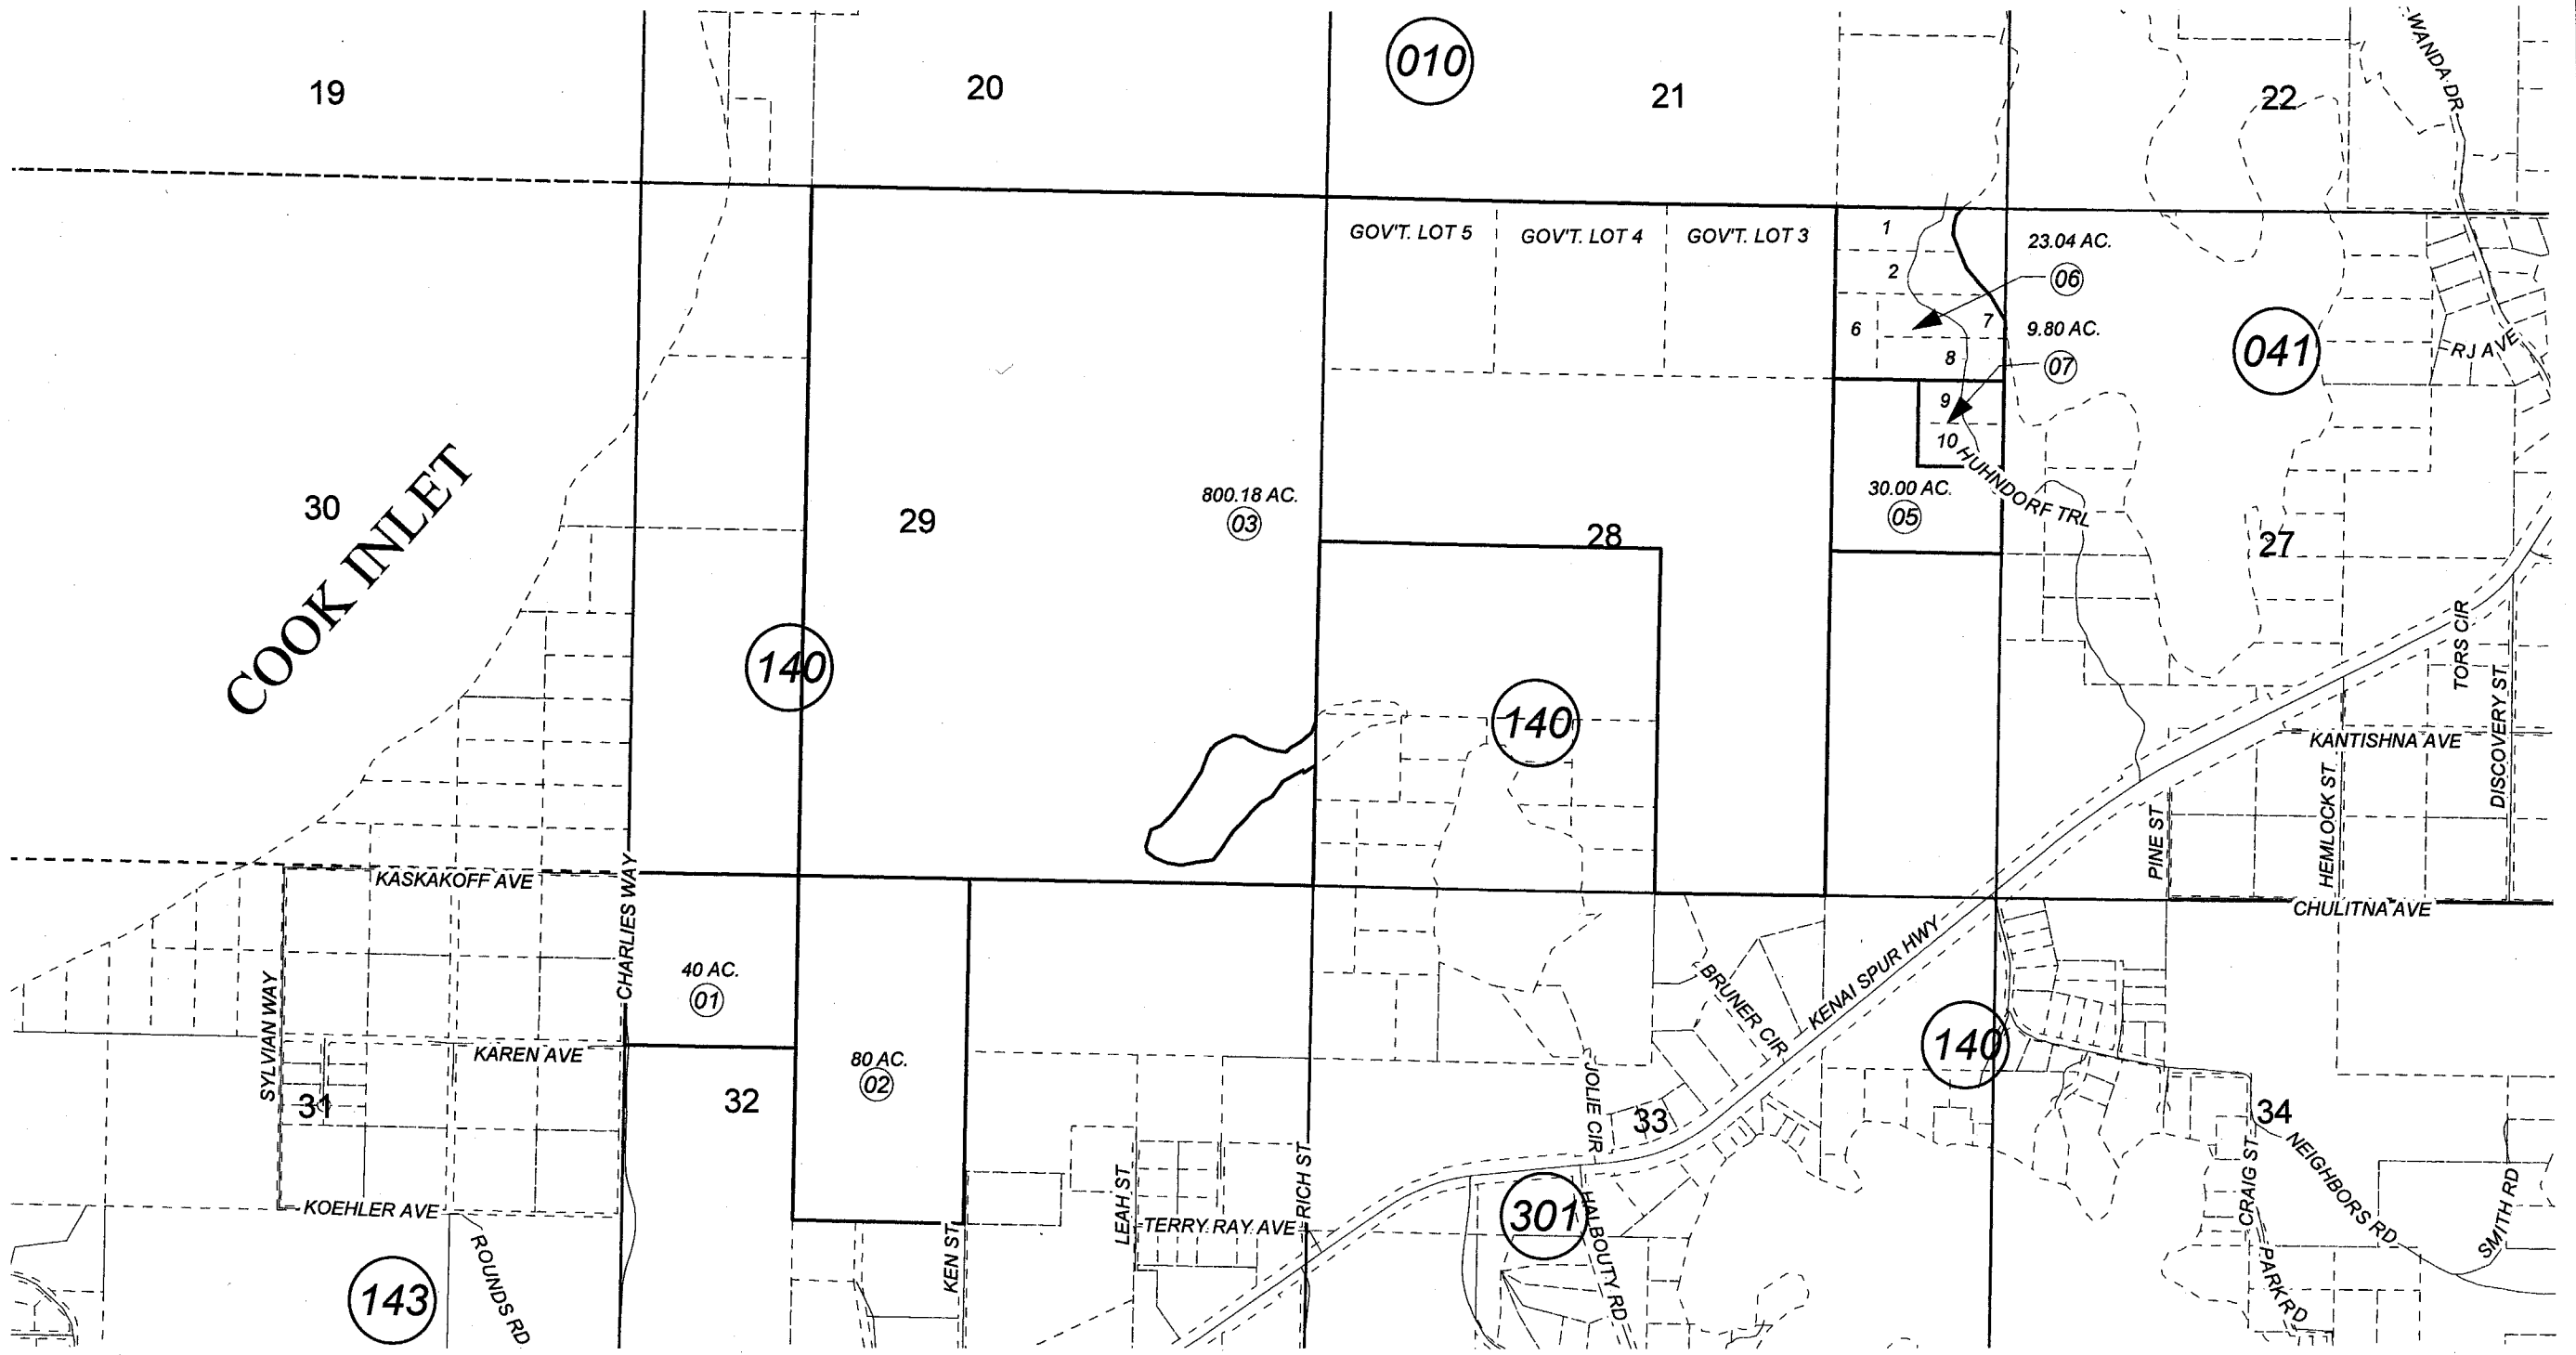 19
20
010
21
22
WANDA DR
GOV'T. LOT 5
GOV'T. LOT 4
GOV'T. LOT 3
1
2
6
7
8
23.04 AC.
06
9.80 AC.
07
9
10
HUHNDORF TRL
041
RJ AVE
30
COOK INLET
29
800.18 AC.
03
28
30.00 AC.
05
27
140
140
TORS CIR
DISCOVERY ST
KANTISHNA AVE
HEMLOCK ST
PINE ST
CHULITNA AVE
KASKAKOFF AVE
CHARLIES WAY
SYLVIAN WAY
40 AC.
01
KAREN AVE
80 AC.
02
31
32
BRUNER CIR
KENAI SPUR HWY
140
JOLIE CIR
33
34
KOEHLER AVE
ROUNDS RD
143
KEN ST
LEAH ST
TERRY RAY AVE
RICH ST
301
HALBOUTY RD
CRAIG ST
NEIGHBORS RD
PARK RD
SMITH RD